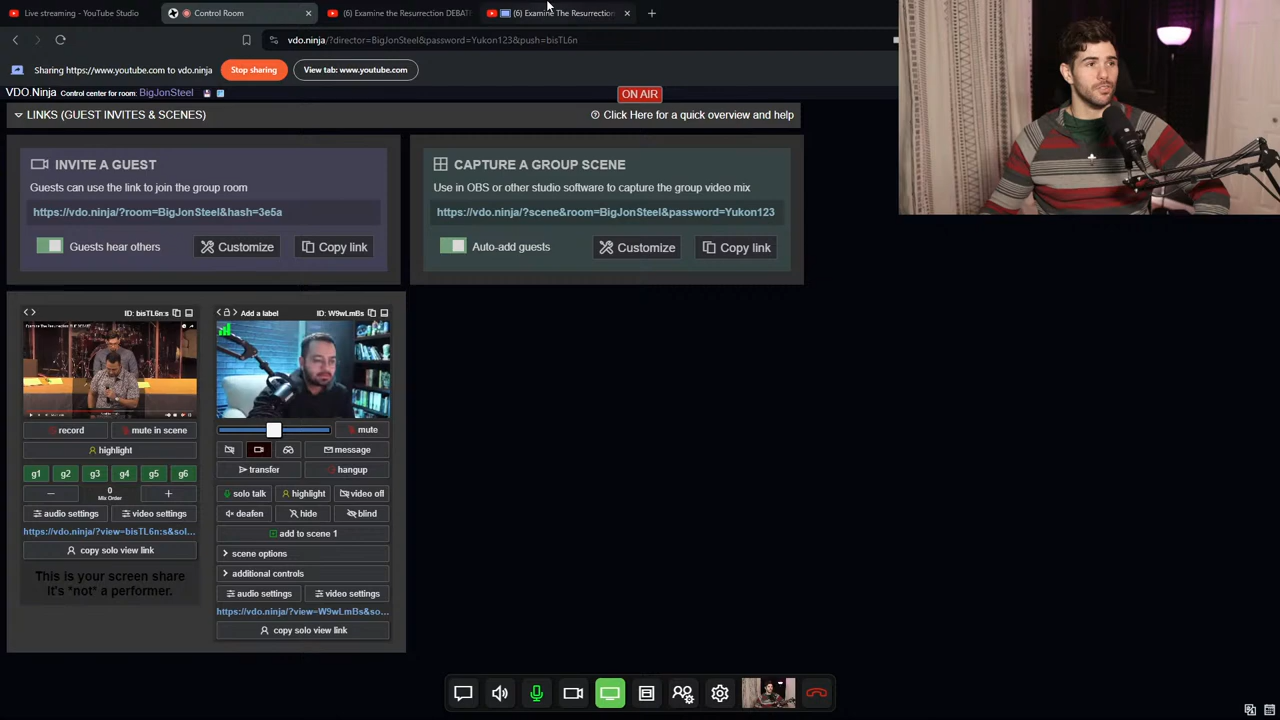 Live streaming - YouTube Studio
Control Room
(6) Examine the Resurrection DEBAT
(6) Examine The Resurrection
vdo.ninja/?director=BigJonSteel&password=Yukon123&push=bisTL6n
Sharing https://www.youtube.com to vdo.ninja
Stop sharing
View tab: www.youtube.com
VDO.Ninja Control center for room: BigJonSteel
ON AIR
LINKS (GUEST INVITES & SCENES)
Click Here for a quick overview and help
INVITE A GUEST
Guests can use the link to join the group room
https://vdo.ninja/?room=BigJonSteel&hash=3e5a
Guests hear others
Customize
Copy link
CAPTURE A GROUP SCENE
Use in OBS or other studio software to capture the group video mix
https://vdo.ninja/?scene&room=BigJonSteel&password=Yukon123
Auto-add guests
Customize
Copy link
ID: bisTL6n:s
record
mute in scene
highlight
g1 g2 g3 g4 g5 g6
0
Mix Order
audio settings
video settings
https://vdo.ninja/?view=bisTL6n:s&sol...
copy solo view link
This is your screen share
It's *not* a performer.
Add a label
ID: W9wLmBs
mute
message
transfer
hangup
solo talk
highlight
video off
deafen
hide
blind
add to scene 1
scene options
additional controls
audio settings
video settings
https://vdo.ninja/?view=W9wLmBs&so...
copy solo view link